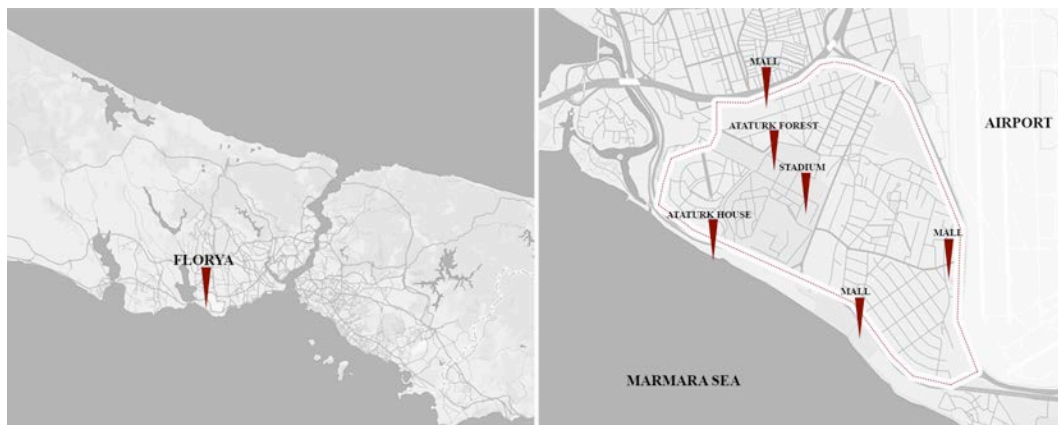 FLORYA
MALL
AIRPORT
ATATURK FOREST
STADIUM
ATATURK HOUSE
MALL
MALL
MARMARA SEA